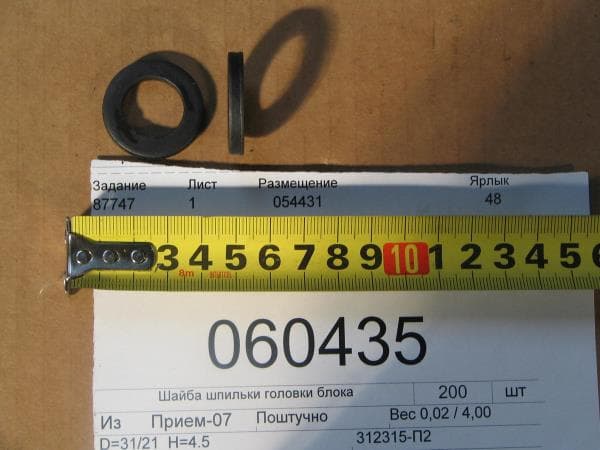 Задание Лист Размещение Ярлык
87747 1 054431 48
3 4 5 6 7 8 9 10 1 2 3 4 5 6
060435
Шайба шпильки головки блока 200 шт
Из Прием-07 Поштучно Вес 0,02 / 4,00
D=31/21 H=4.5 312315-П2